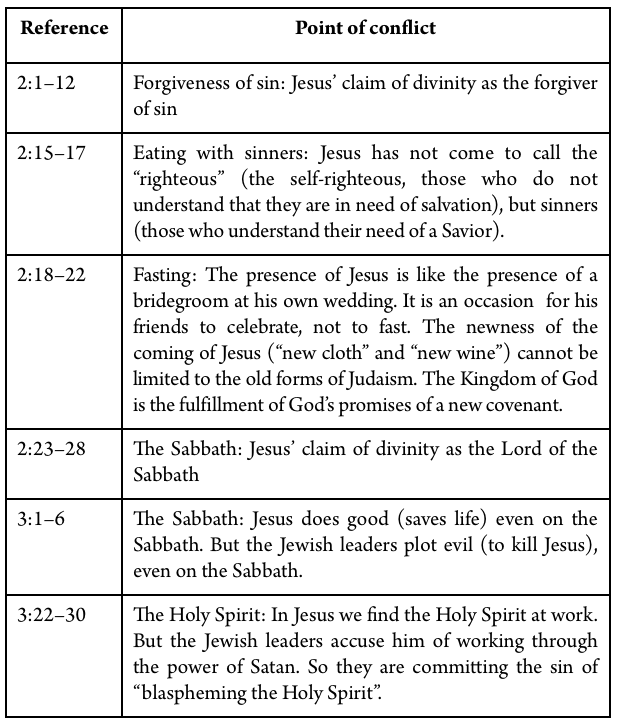 Reference Point of conflict
2:1–12 Forgiveness of sin: Jesus’ claim of divinity as the forgiver
of sin
2:15–17 Eating with sinners: Jesus has not come to call the
“righteous” (the self-righteous, those who do not
understand that they are in need of salvation), but sinners
(those who understand their need of a Savior).
2:18–22 Fasting: The presence of Jesus is like the presence of a
bridegroom at his own wedding. It is an occasion for his
friends to celebrate, not to fast. The newness of the
coming of Jesus (“new cloth” and “new wine”) cannot be
limited to the old forms of Judaism. The Kingdom of God
is the fulfillment of God’s promises of a new covenant.
2:23–28 The Sabbath: Jesus’ claim of divinity as the Lord of the
Sabbath
3:1–6 The Sabbath: Jesus does good (saves life) even on the
Sabbath. But the Jewish leaders plot evil (to kill Jesus),
even on the Sabbath.
3:22–30 The Holy Spirit: In Jesus we find the Holy Spirit at work.
But the Jewish leaders accuse him of working through
the power of Satan. So they are committing the sin of
“blaspheming the Holy Spirit”.